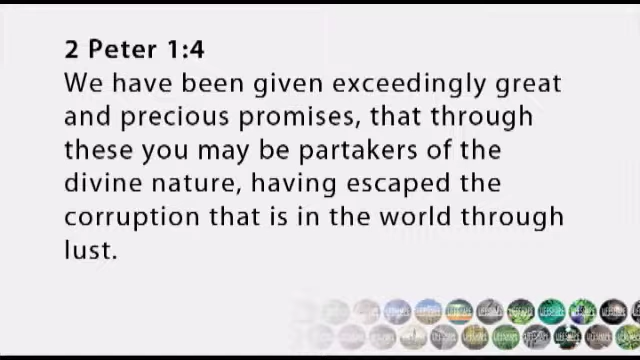 2 Peter 1:4
We have been given exceedingly great
and precious promises, that through
these you may be partakers of the
divine nature, having escaped the
corruption that is in the world through
lust.